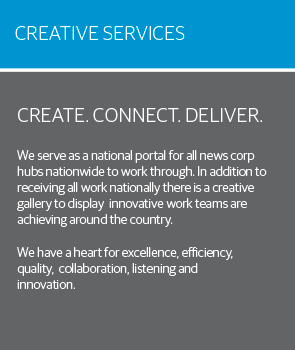 CREATIVE SERVICES
CREATE. CONNECT. DELIVER.
We serve as a national portal for all news corp
hubs nationwide to work through. In addition to
receiving all work nationally there is a creative
gallery to display  innovative work teams are
achieving around the country.
We have a heart for excellence, efficiency,
quality,  collaboration, listening and
innovation.